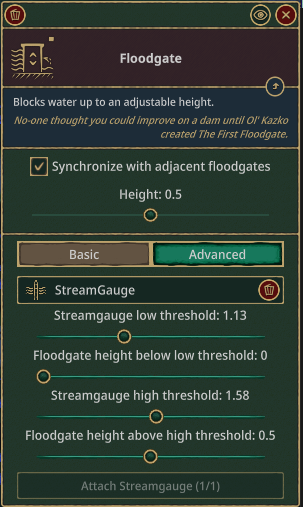 Floodgate
Blocks water up to an adjustable height.
No-one thought you could improve on a dam until Ol' Kazko
created The First Floodgate.
Synchronize with adjacent floodgates
Height: 0.5
Basic
Advanced
StreamGauge
Streamgauge low threshold: 1.13
Floodgate height below low threshold: 0
Streamgauge high threshold: 1.58
Floodgate height above high threshold: 0.5
Attach Streamgauge (1/1)